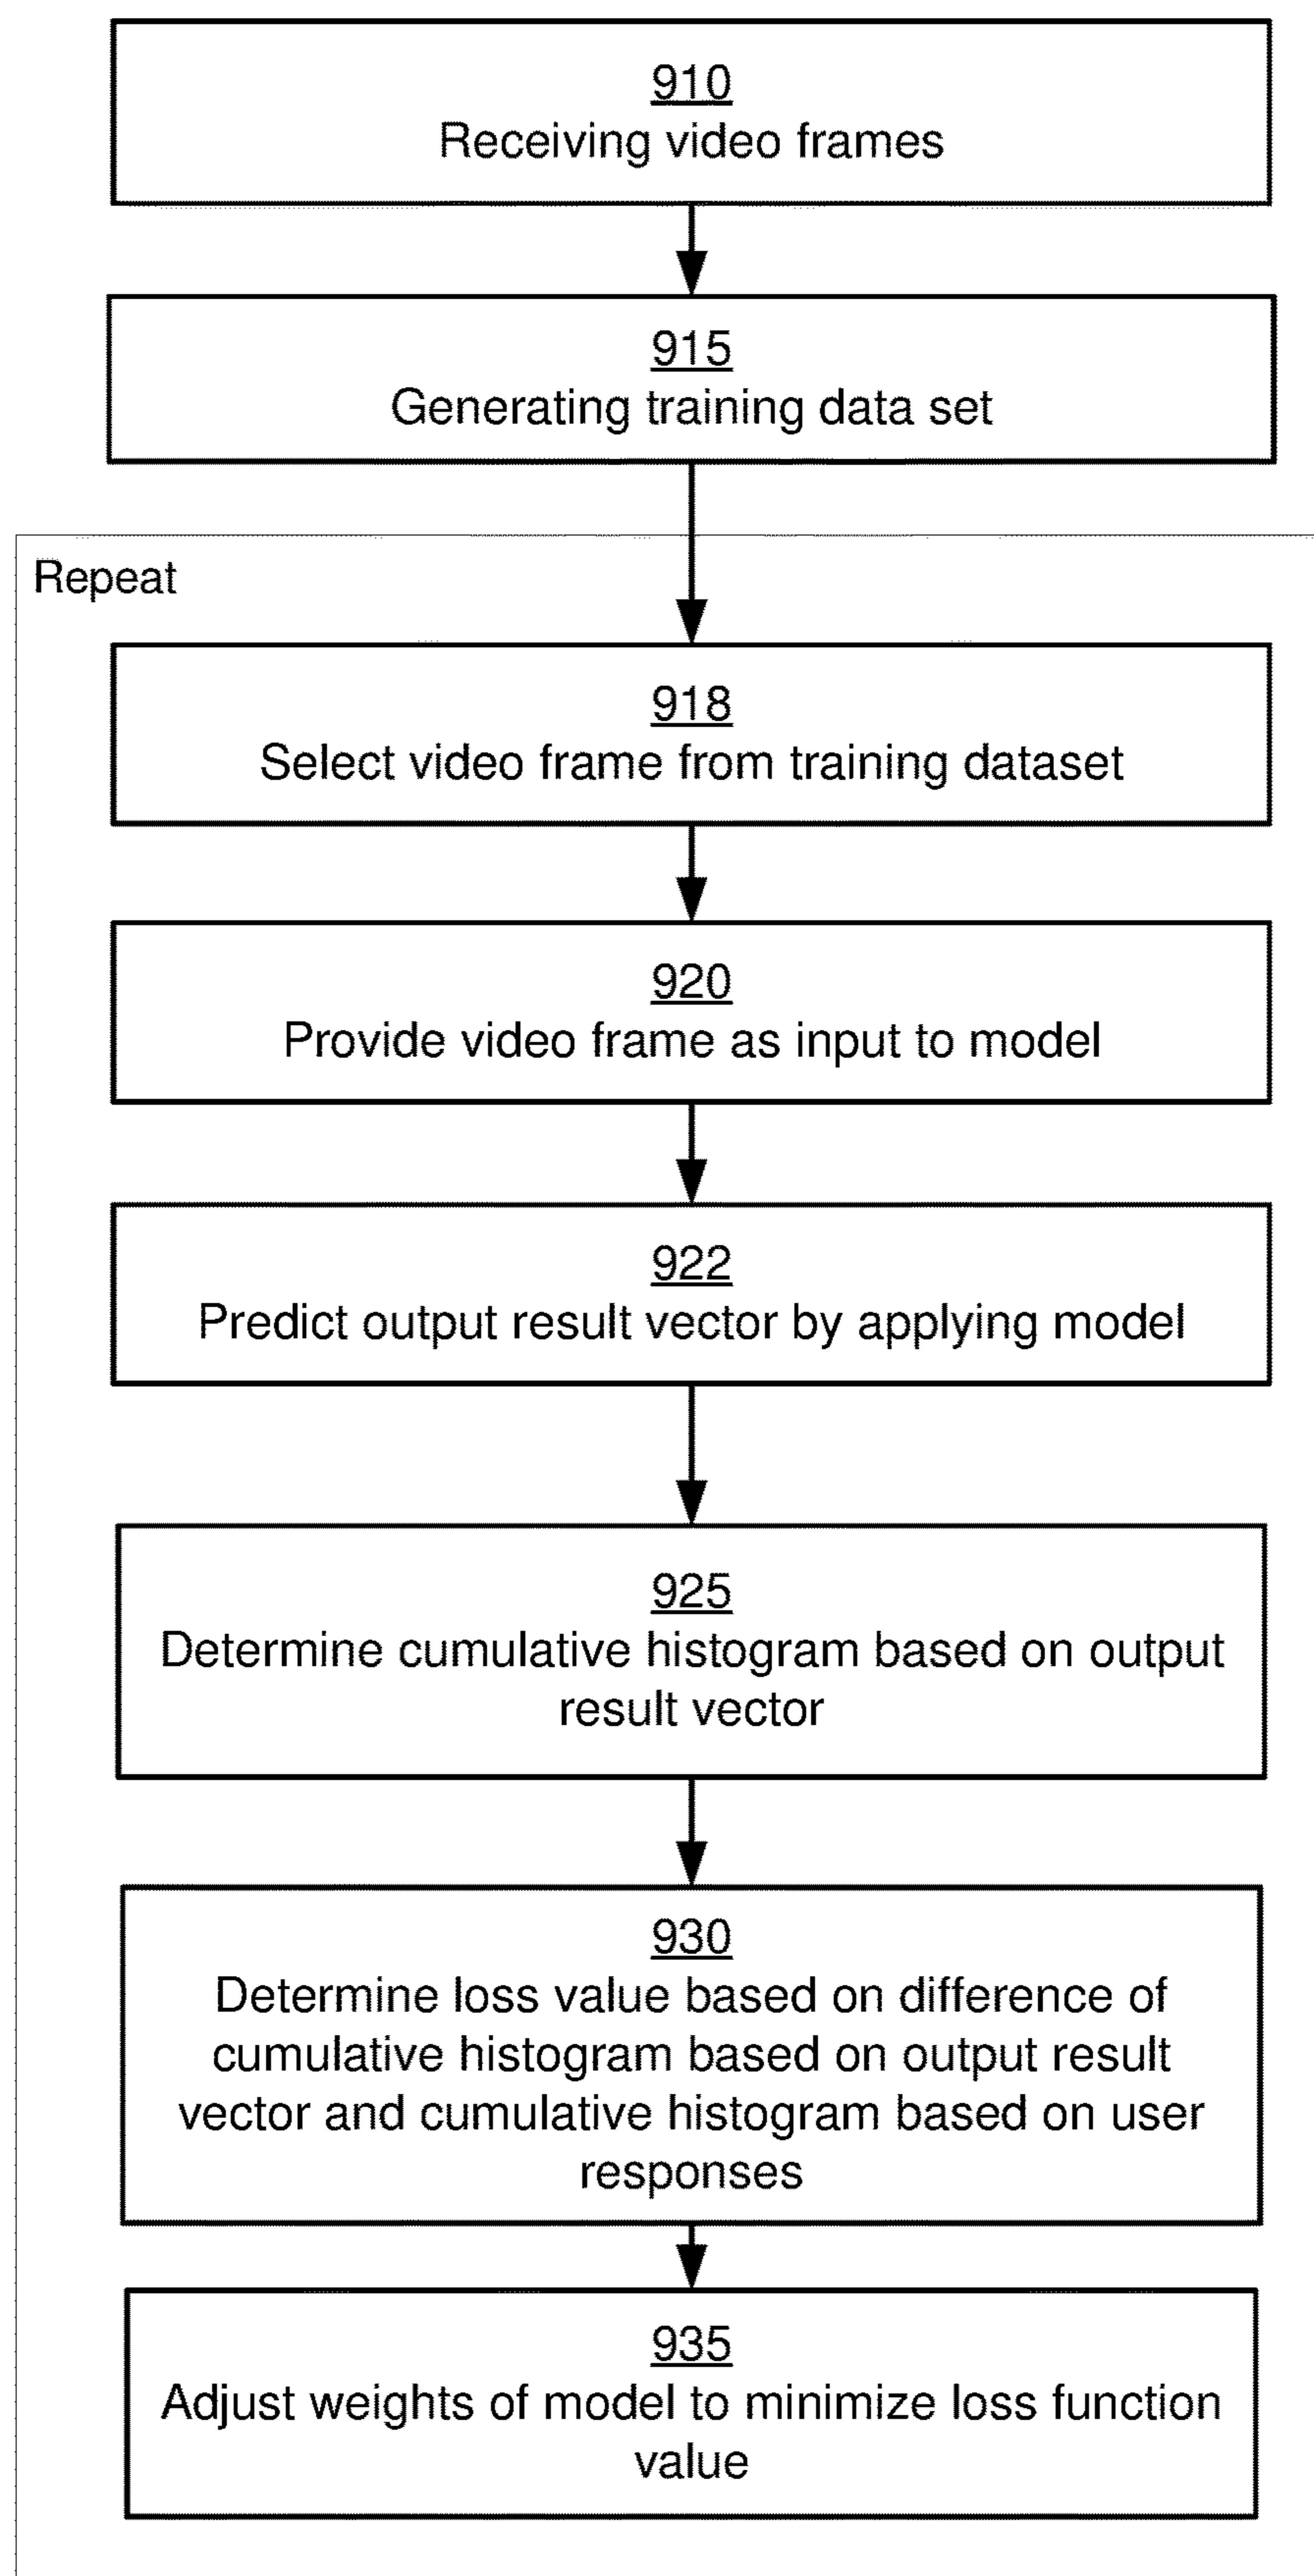 910
Receiving video frames
915
Generating training data set
Repeat
918
Select video frame from training dataset
920
Provide video frame as input to model
922
Predict output result vector by applying model
925
Determine cumulative histogram based on output
result vector
930
Determine loss value based on difference of
cumulative histogram based on output result
vector and cumulative histogram based on user
responses
935
Adjust weights of model to minimize loss function
value